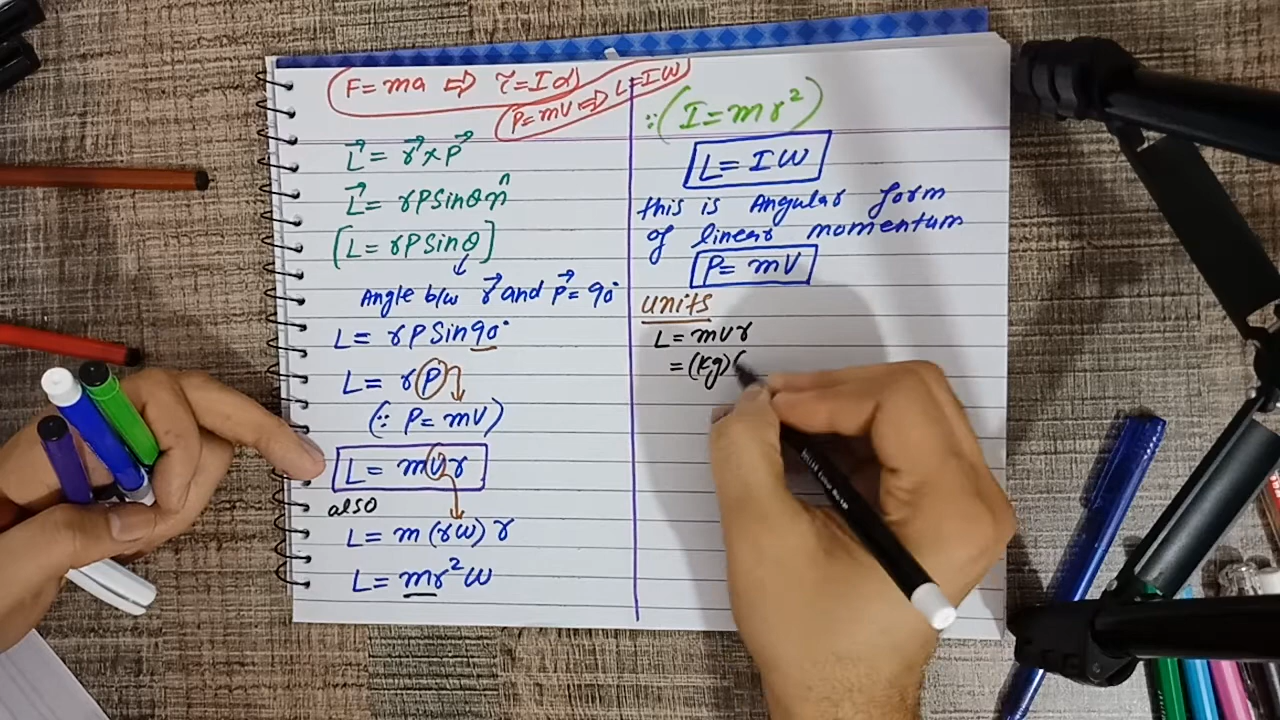 F = ma ⇒ τ = Iα
P = mV ⇒ L = Iω
L⃗ = r⃗ × P⃗
L⃗ = rPSinθ n̂
[L = rPSinθ]
Angle b/w r⃗ and P⃗ = 90°
L = rPSin90°
L = rP
(∵ P = mV)
L = mvr
also
L = m(rω)r
L = mr²ω
∵ (I = mr²)
L = Iω
this is Angular form
of linear momentum
P = mV
units
L = mvr
= (kg)(